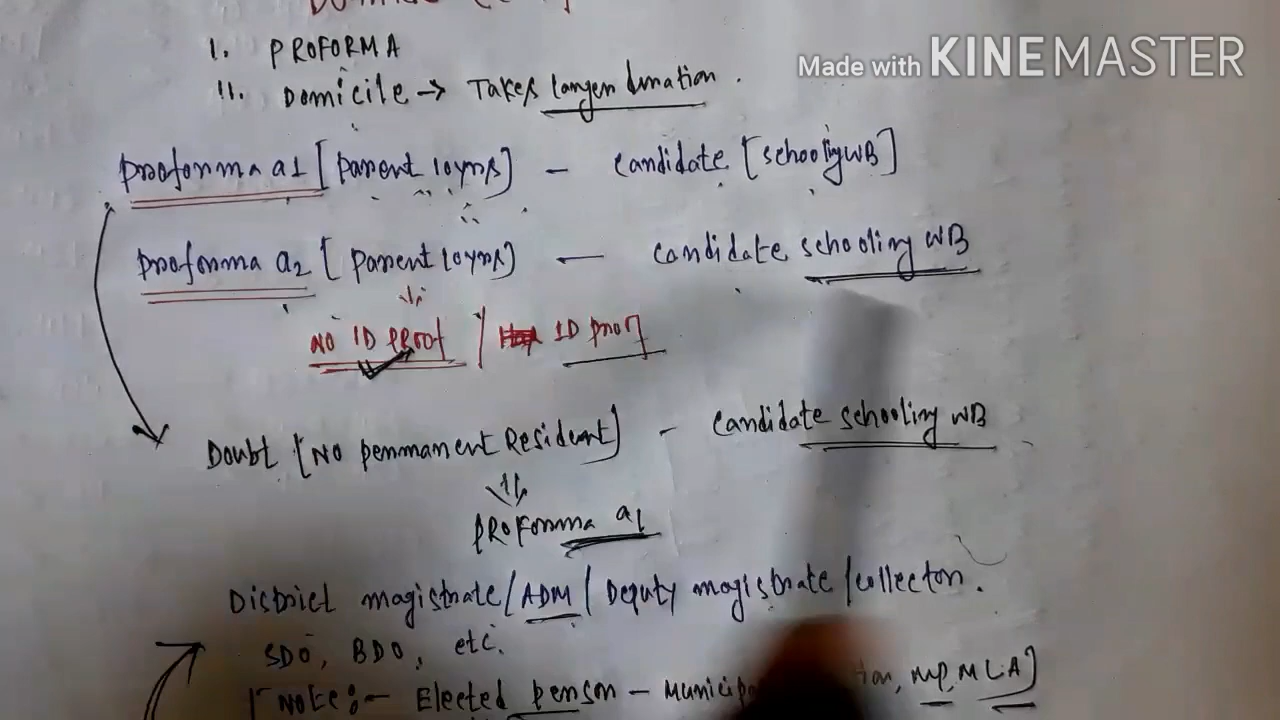 Made with KINEMASTER
I. PROFORMA
II. Domicile → Takes longer duration.
proforma a1 [parent 10yrs] – candidate [schooling WB]
proforma a2 [parent 10yrs] — candidate schooling WB
NO ID proof / ID proof
Doubt [No permanent Resident] - candidate schooling WB
PROForma a1
District magistrate/ADM/Deputy magistrate/collector.
SDO, BDO, etc.
[Note:- Elected person – MP, MLA]